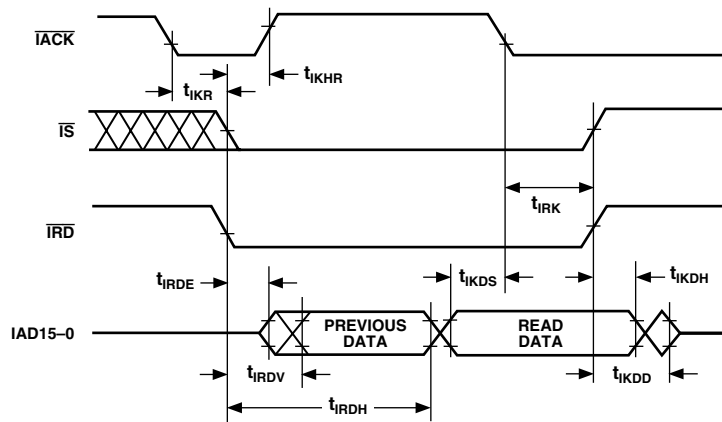 IACK
tIKHR
tIKR
IS
tIRK
IRD
tIRDE
tIKDS
tIKDH
IAD15–0
PREVIOUS
DATA
READ
DATA
tIRDV
tIKDD
tIRDH